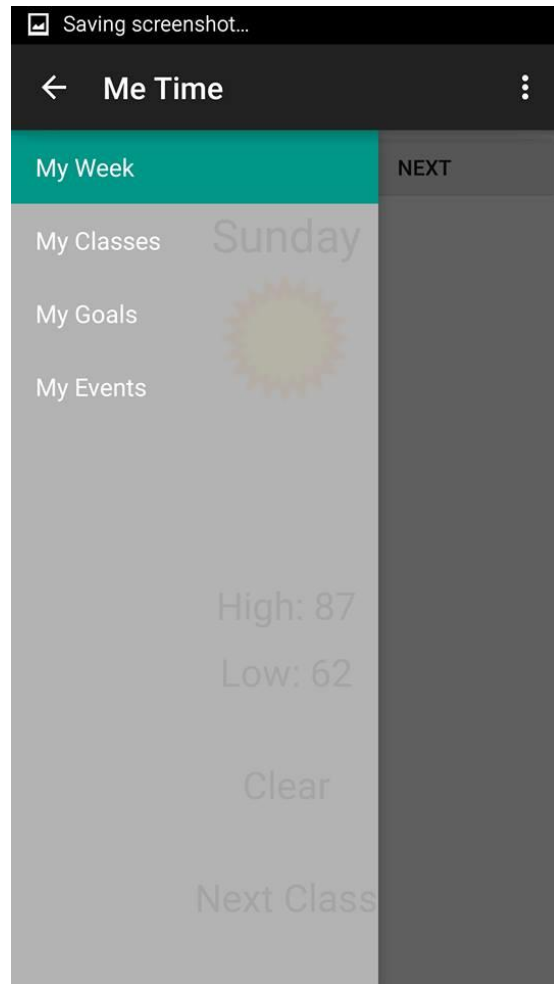 Saving screenshot...
Me Time
My Week NEXT
My Classes Sunday
My Goals
My Events
High: 87
Low: 62
Clear
Next Class